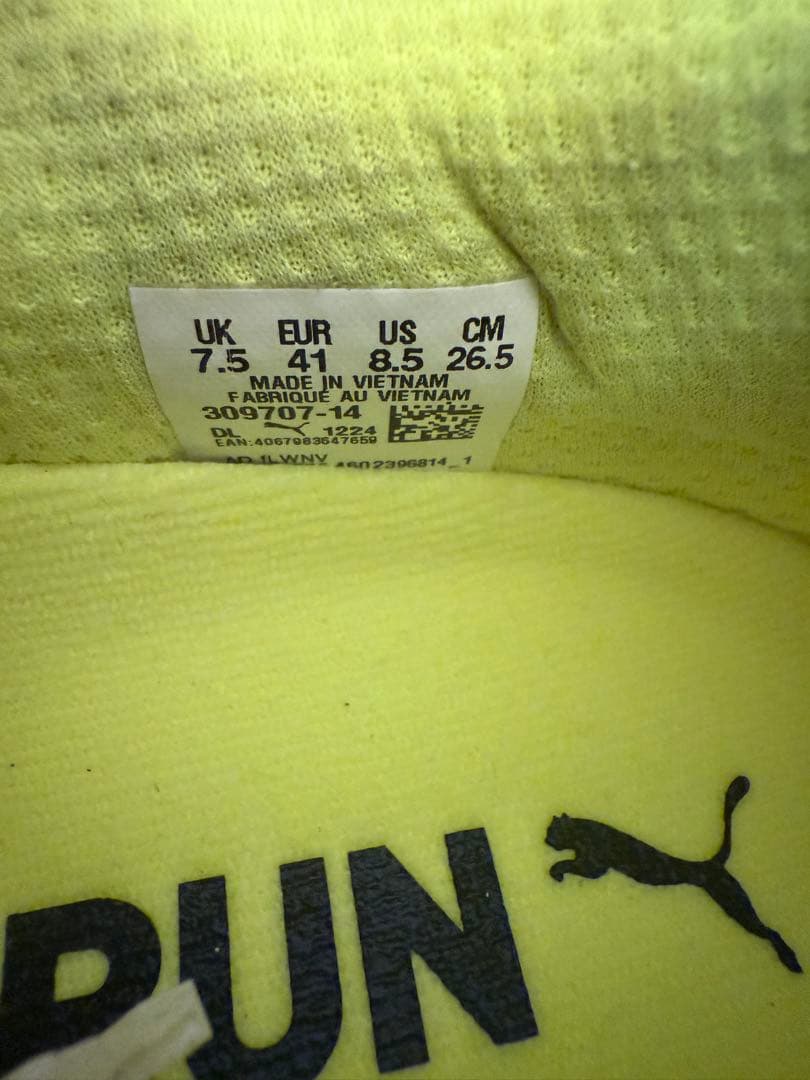 UK EUR US CM
7.5 41 8.5 26.5
MADE IN VIETNAM
FABRIQUÉ AU VIETNAM
309707-14
DL 1224
EAN:4067983647659
4602396814_1
RUN